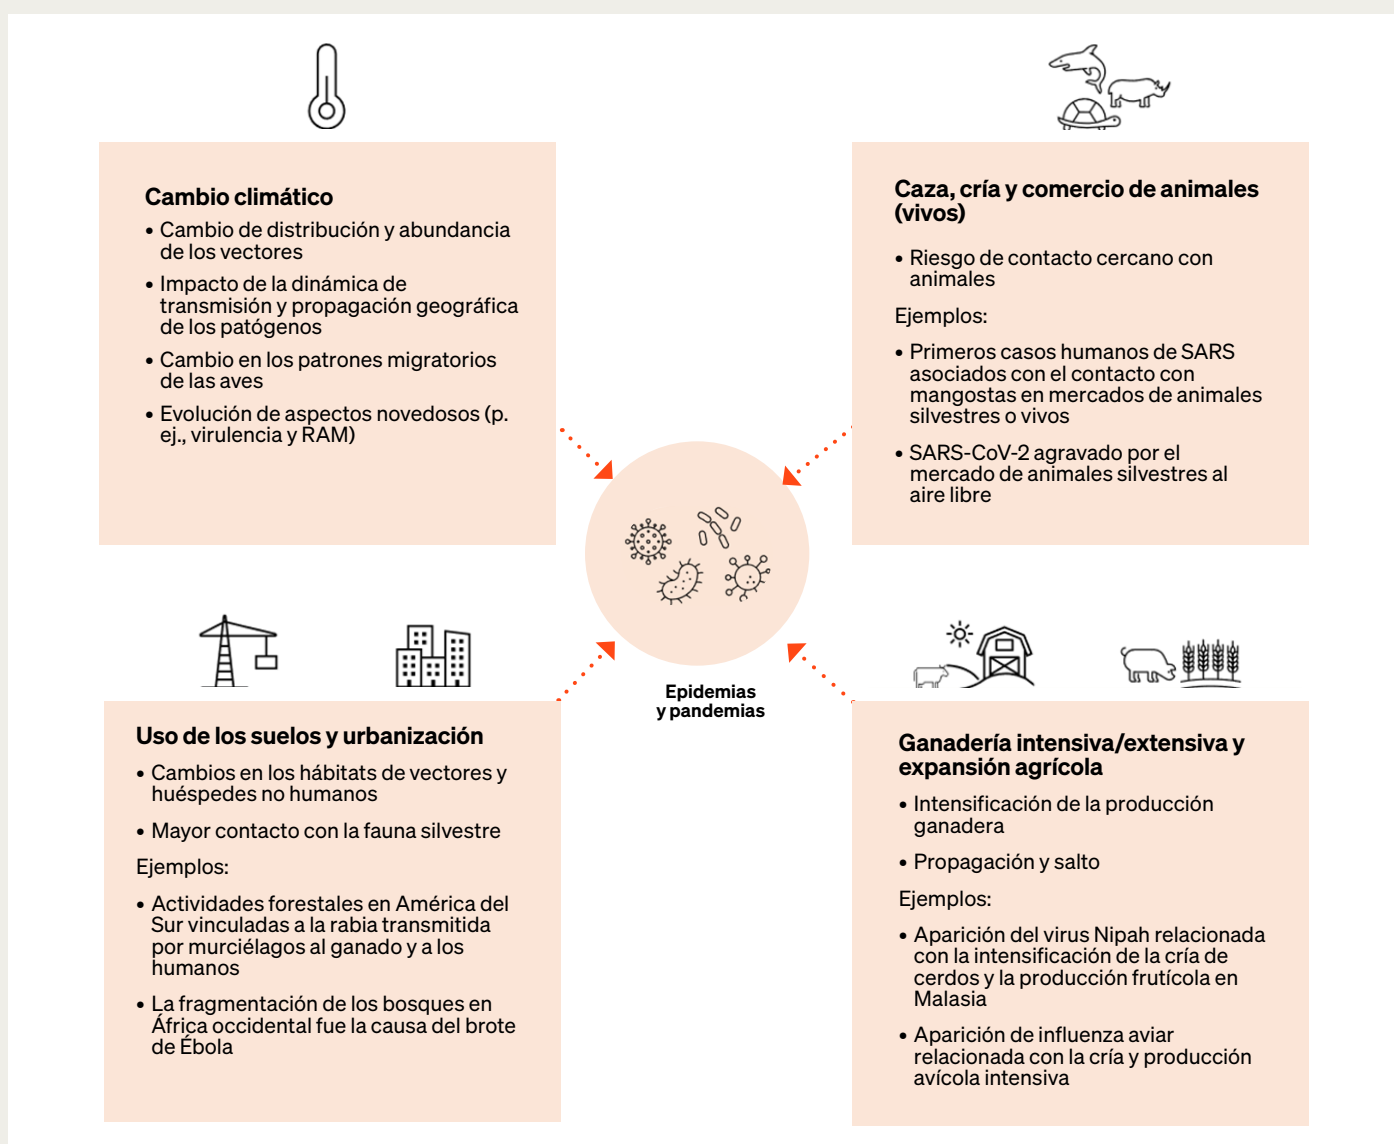 Cambio climático
• Cambio de distribución y abundancia
de los vectores
• Impacto de la dinámica de
transmisión y propagación geográfica
de los patógenos
• Cambio en los patrones migratorios
de las aves
• Evolución de aspectos novedosos (p.
ej., virulencia y RAM)
Caza, cría y comercio de animales
(vivos)
• Riesgo de contacto cercano con
animales
Ejemplos:
• Primeros casos humanos de SARS
asociados con el contacto con
mangostas en mercados de animales
silvestres o vivos
• SARS-CoV-2 agravado por el
mercado de animales silvestres al
aire libre
Epidemias
y pandemias
Uso de los suelos y urbanización
• Cambios en los hábitats de vectores y
huéspedes no humanos
• Mayor contacto con la fauna silvestre
Ejemplos:
• Actividades forestales en América del
Sur vinculadas a la rabia transmitida
por murciélagos al ganado y a los
humanos
• La fragmentación de los bosques en
África occidental fue la causa del brote
de Ébola
Ganadería intensiva/extensiva y
expansión agrícola
• Intensificación de la producción
ganadera
• Propagación y salto
Ejemplos:
• Aparición del virus Nipah relacionada
con la intensificación de la cría de
cerdos y la producción frutícola en
Malasia
• Aparición de influenza aviar
relacionada con la cría y producción
avícola intensiva